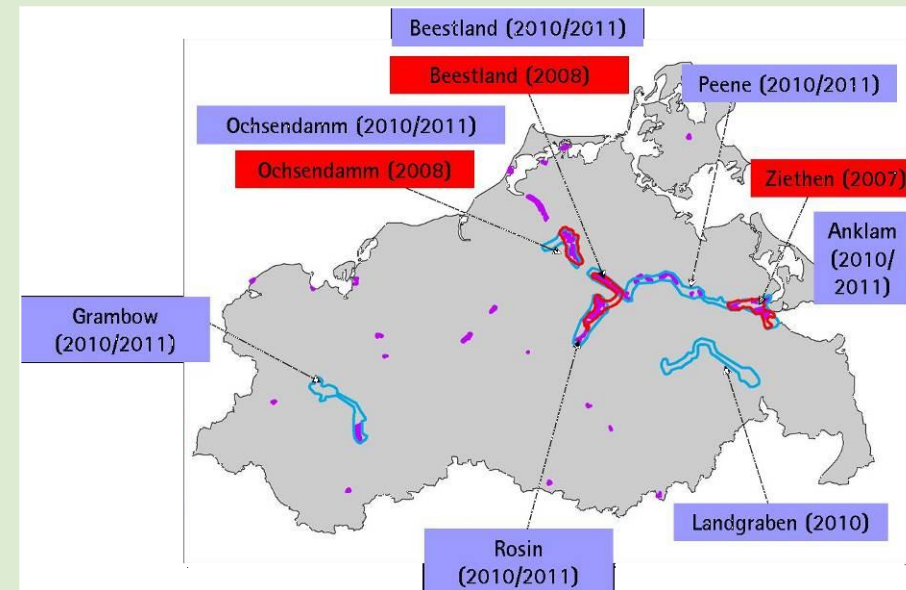 Beestland (2010/2011)
Beestland (2008)
Peene (2010/2011)
Ochsendamm (2010/2011)
Ochsendamm (2008)
Ziethen (2007)
Anklam
(2010/
2011)
Grambow
(2010/2011)
Landgraben (2010)
Rosin
(2010/2011)